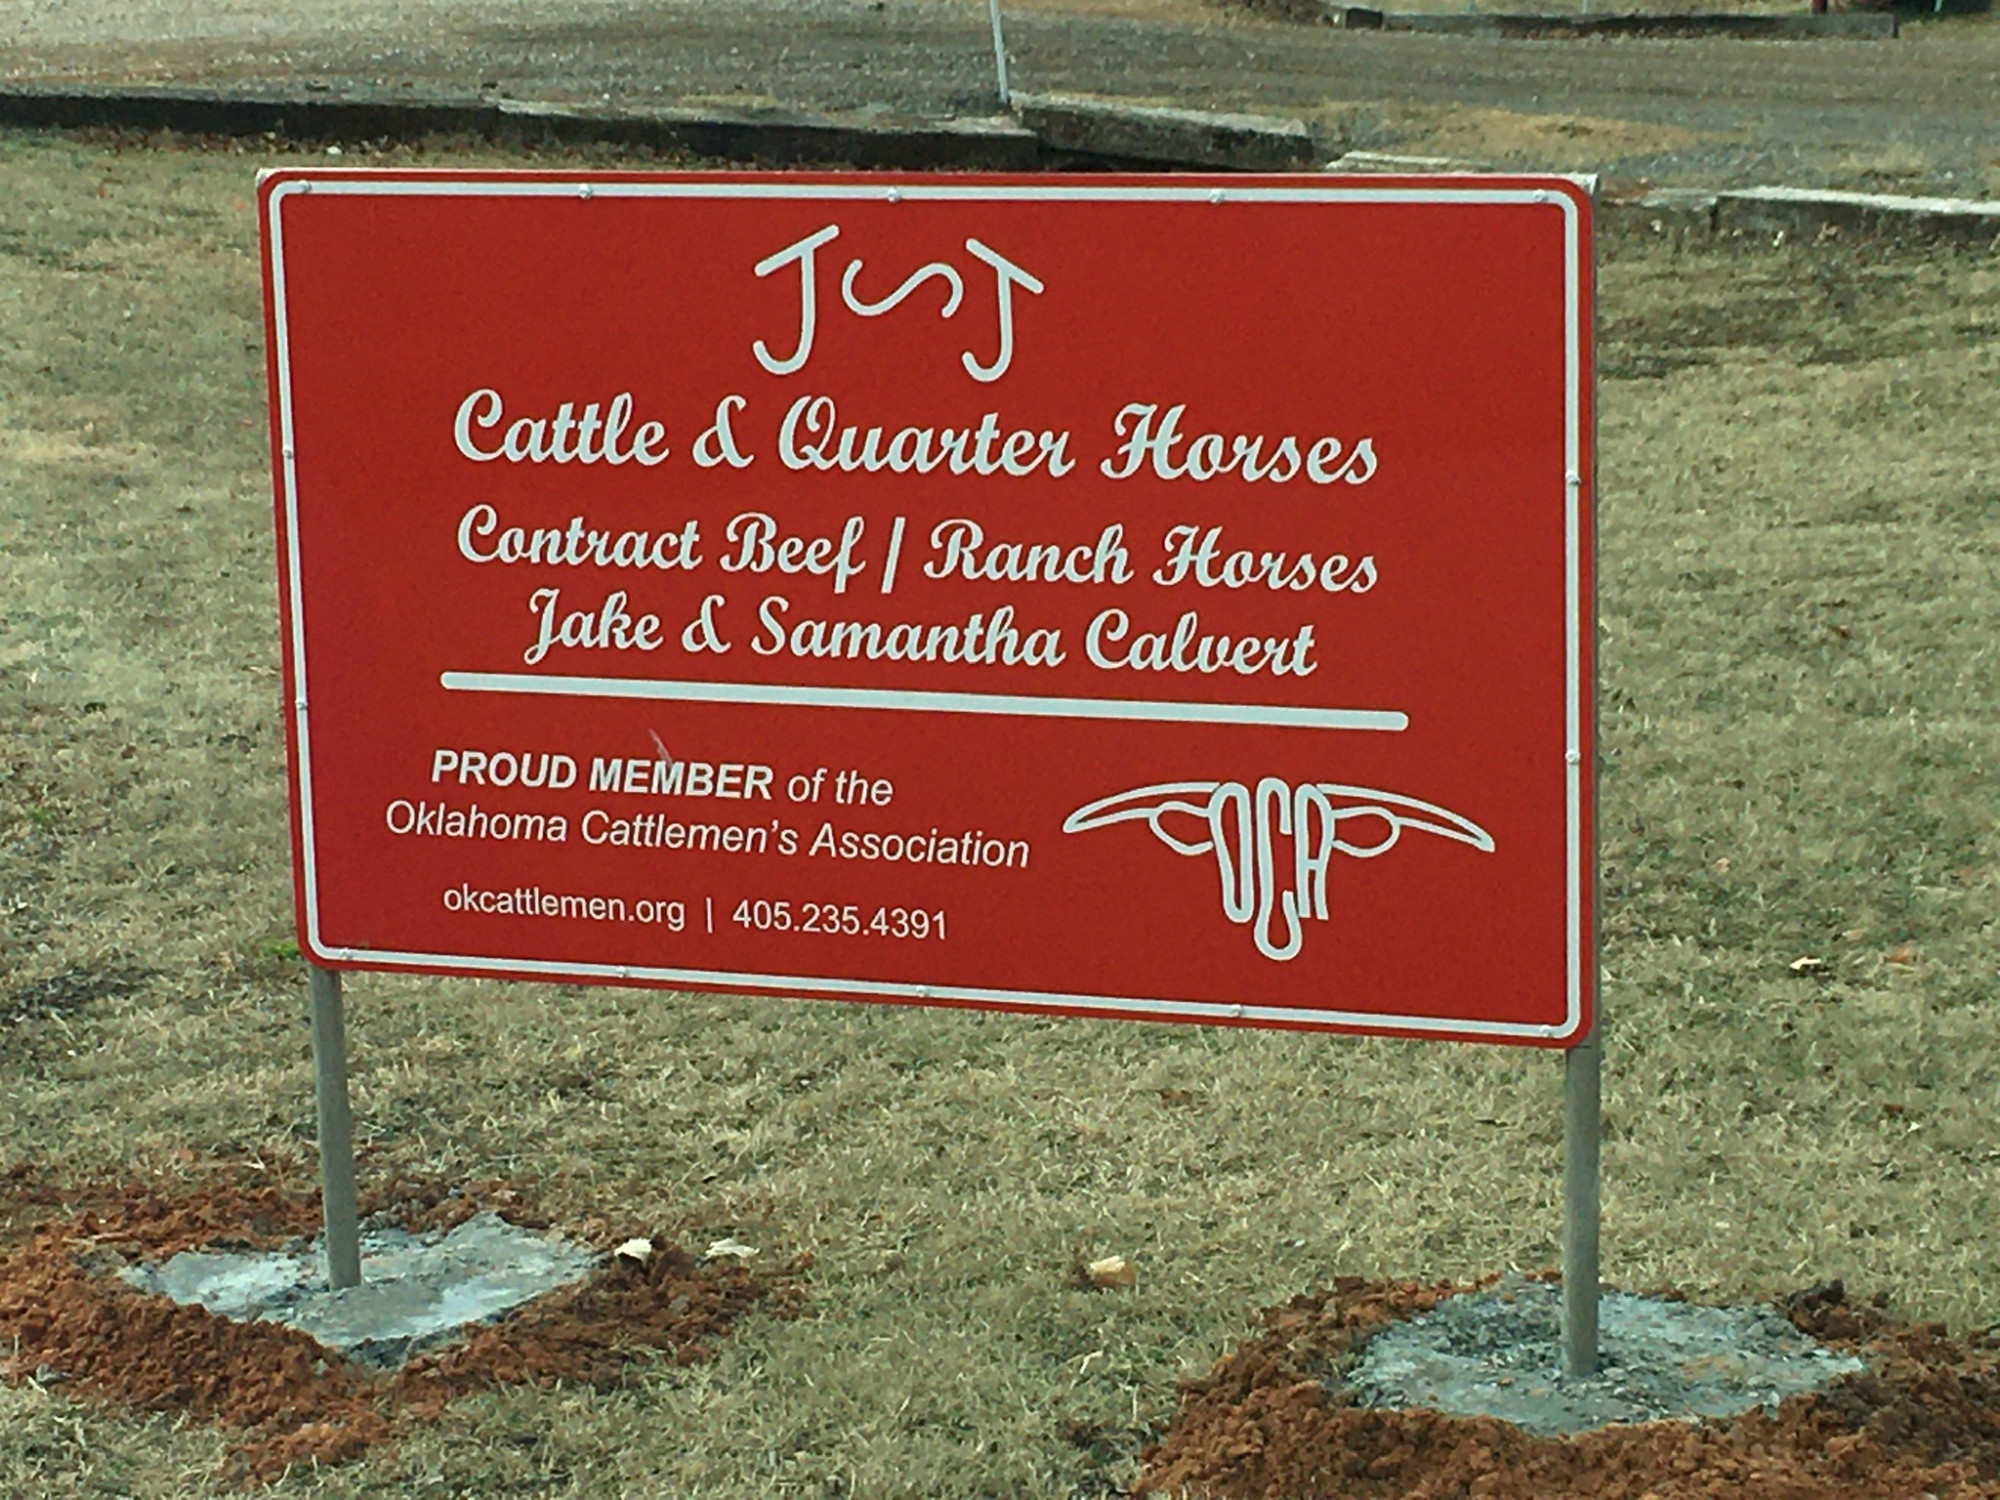 JSJ
Cattle & Quarter Horses
Contract Beef / Ranch Horses
Jake & Samantha Calvert
PROUD MEMBER of the
Oklahoma Cattlemen's Association
okcattlemen.org | 405.235.4391
OCA